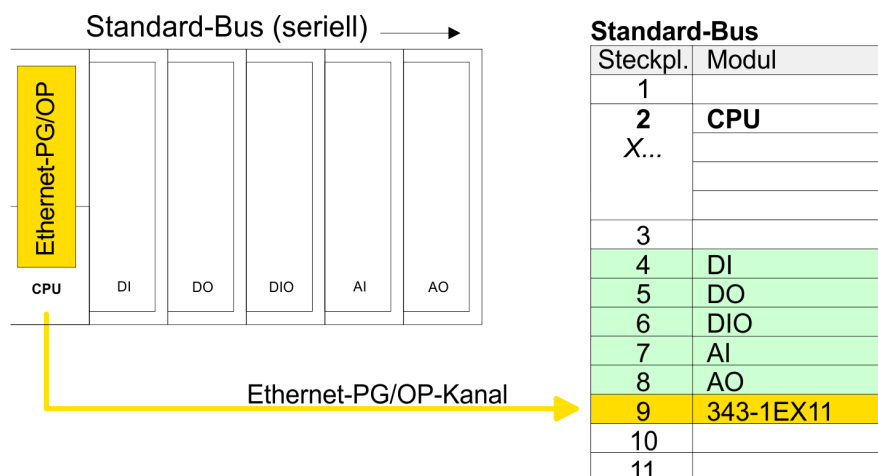 Standard-Bus (seriell)
Ethernet-PG/OP
CPU DI DO DIO AI AO
Ethernet-PG/OP-Kanal
Standard-Bus
Steckpl. Modul
1
2 CPU
X...
3
4 DI
5 DO
6 DIO
7 AI
8 AO
9 343-1EX11
10
11